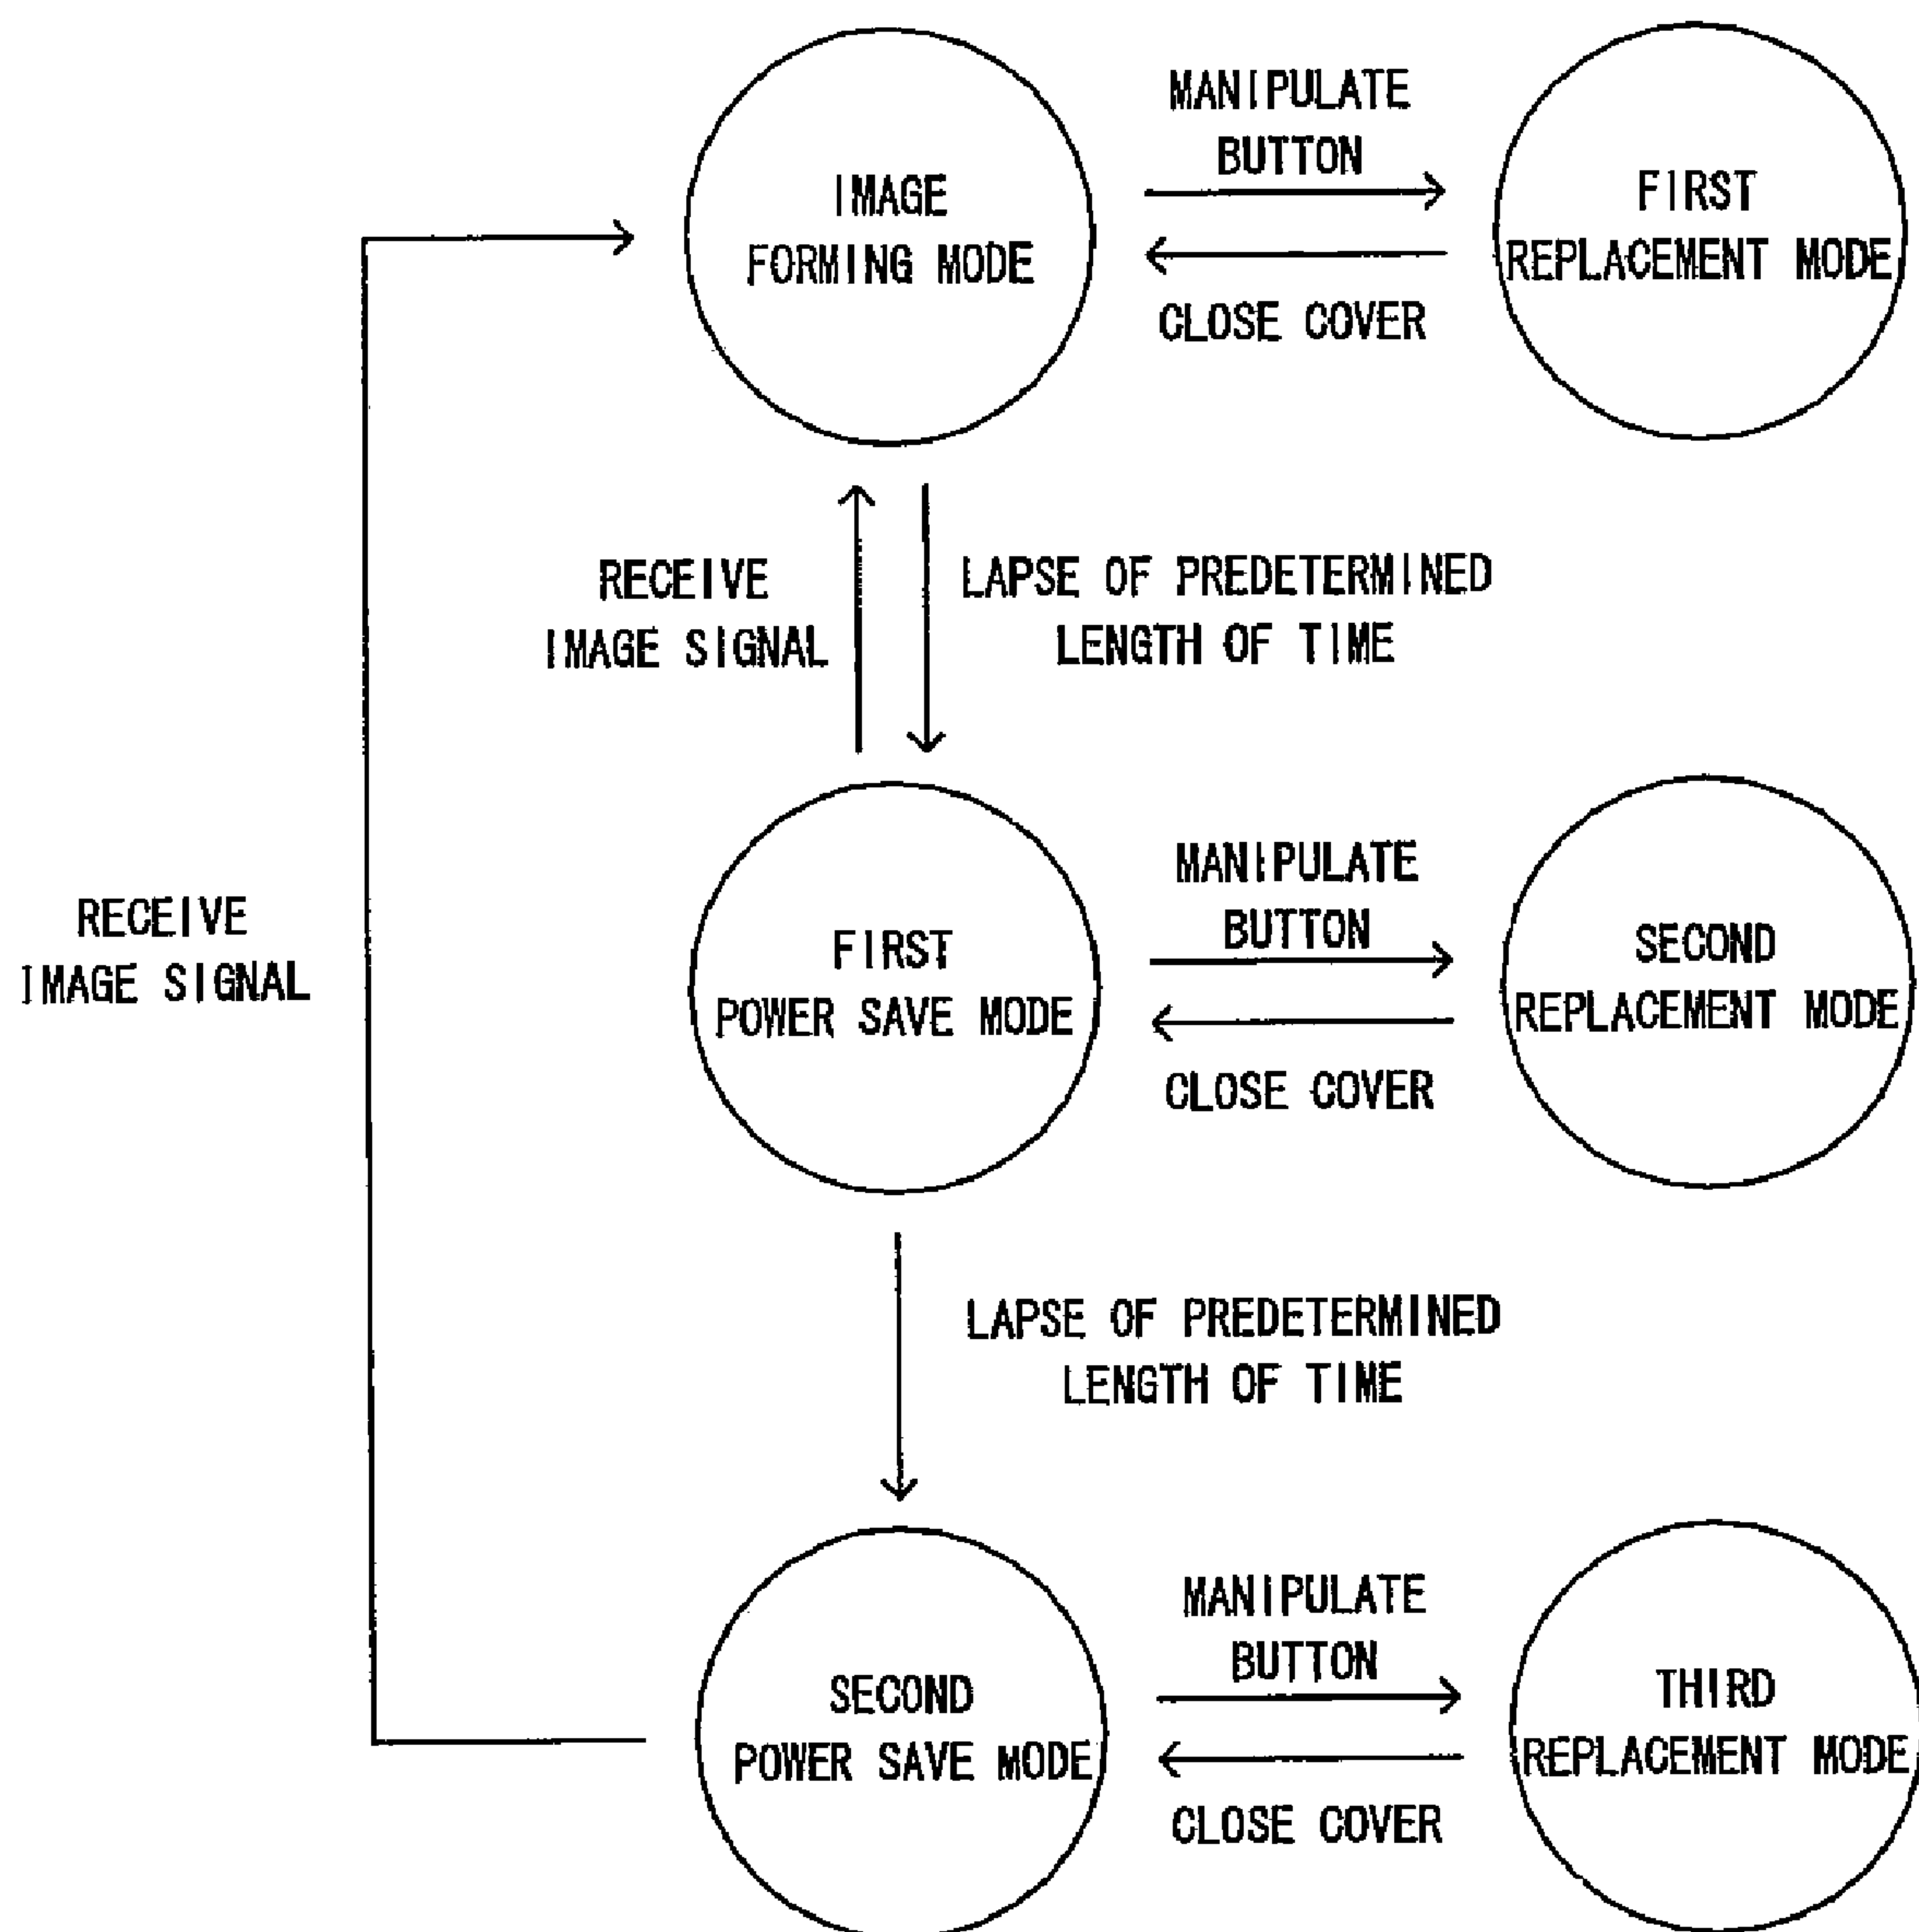 IMAGE
FORMING MODE
MANIPULATE
BUTTON
CLOSE COVER
FIRST
REPLACEMENT MODE
RECEIVE
IMAGE SIGNAL
LAPSE OF PREDETERMINED
LENGTH OF TIME
RECEIVE
IMAGE SIGNAL
FIRST
POWER SAVE MODE
MANIPULATE
BUTTON
CLOSE COVER
SECOND
REPLACEMENT MODE
LAPSE OF PREDETERMINED
LENGTH OF TIME
SECOND
POWER SAVE MODE
MANIPULATE
BUTTON
CLOSE COVER
THIRD
REPLACEMENT MODE